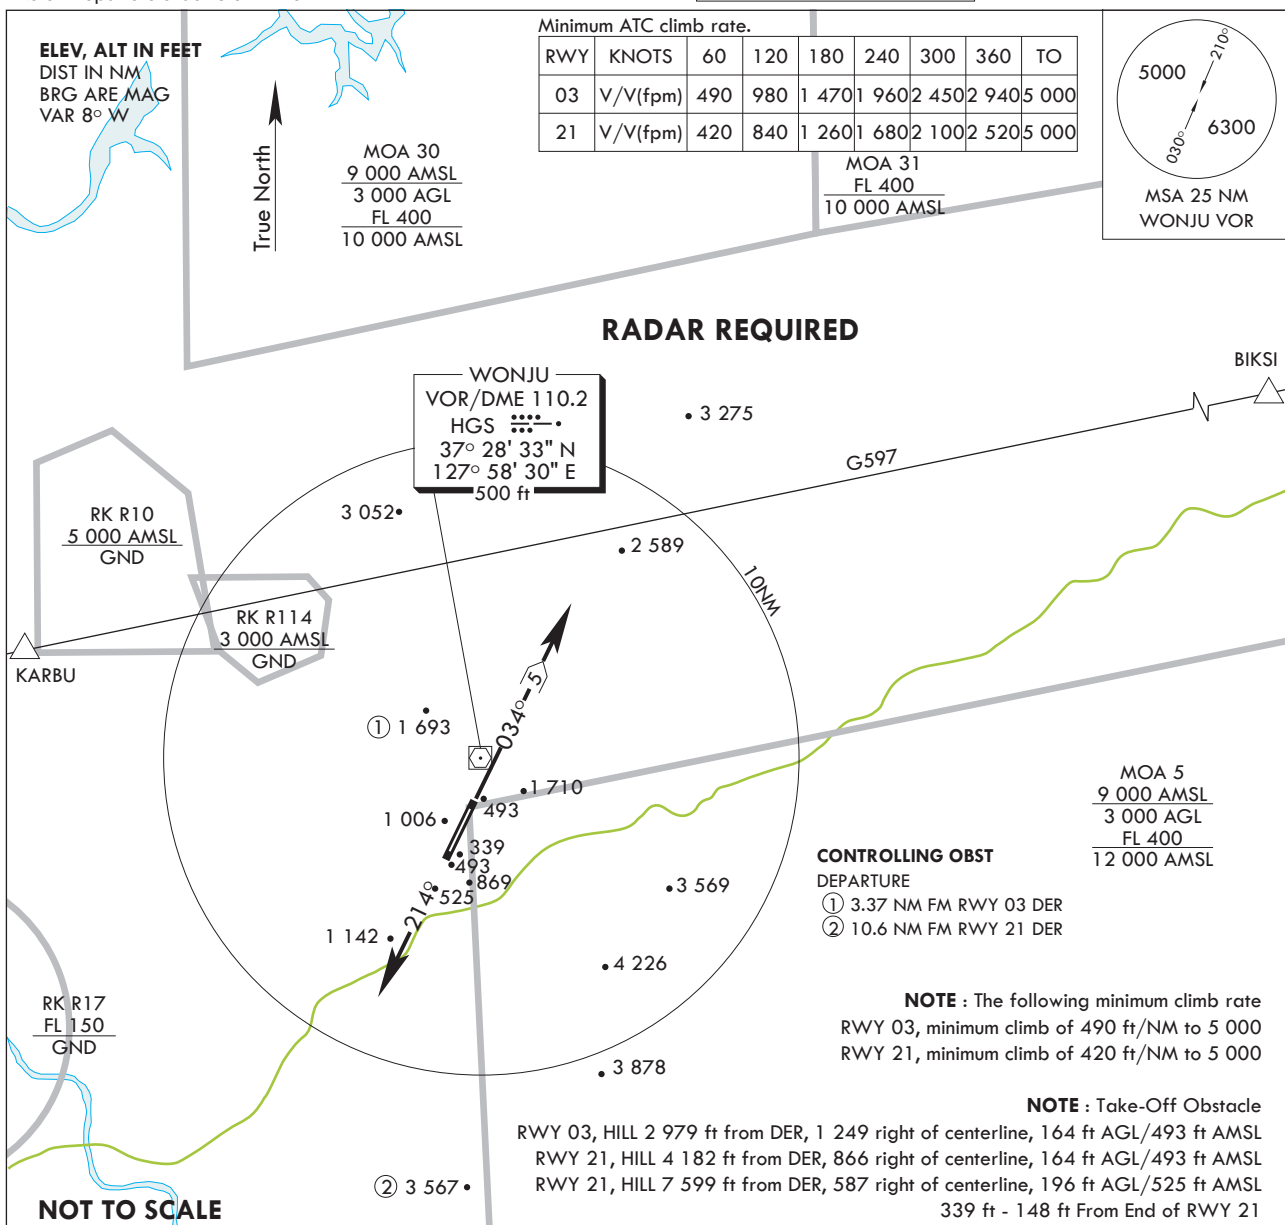 Minimum ATC climb rate.
RWY KNOTS 60 120 180 240 300 360 TO
03 V/V(fpm) 490 980 1 470 1 960 2 450 2 940 5 000
21 V/V(fpm) 420 840 1 260 1 680 2 100 2 520 5 000
ELEV, ALT IN FEET
DIST IN NM
BRG ARE MAG
VAR 8° W
True North
MOA 30
9 000 AMSL
3 000 AGL
FL 400
10 000 AMSL
MOA 31
FL 400
10 000 AMSL
5000
210°
6300
030°
MSA 25 NM
WONJU VOR
RADAR REQUIRED
BIKSI
WONJU
VOR/DME 110.2
HGS
37° 28' 33" N
127° 58' 30" E
500 ft
3 275
G597
3 052
2 589
10NM
RK R10
5 000 AMSL
GND
RK R114
3 000 AMSL
GND
KARBU
① 1 693
034°
5
1 710
493
1 006
339
493
869
525
214°
1 142
3 569
4 226
3 878
② 3 567
MOA 5
9 000 AMSL
3 000 AGL
FL 400
12 000 AMSL
CONTROLLING OBST
DEPARTURE
① 3.37 NM FM RWY 03 DER
② 10.6 NM FM RWY 21 DER
RK R17
FL 150
GND
NOTE : The following minimum climb rate
RWY 03, minimum climb of 490 ft/NM to 5 000
RWY 21, minimum climb of 420 ft/NM to 5 000
NOTE : Take-Off Obstacle
RWY 03, HILL 2 979 ft from DER, 1 249 right of centerline, 164 ft AGL/493 ft AMSL
RWY 21, HILL 4 182 ft from DER, 866 right of centerline, 164 ft AGL/493 ft AMSL
RWY 21, HILL 7 599 ft from DER, 587 right of centerline, 196 ft AGL/525 ft AMSL
339 ft - 148 ft From End of RWY 21
NOT TO SCALE